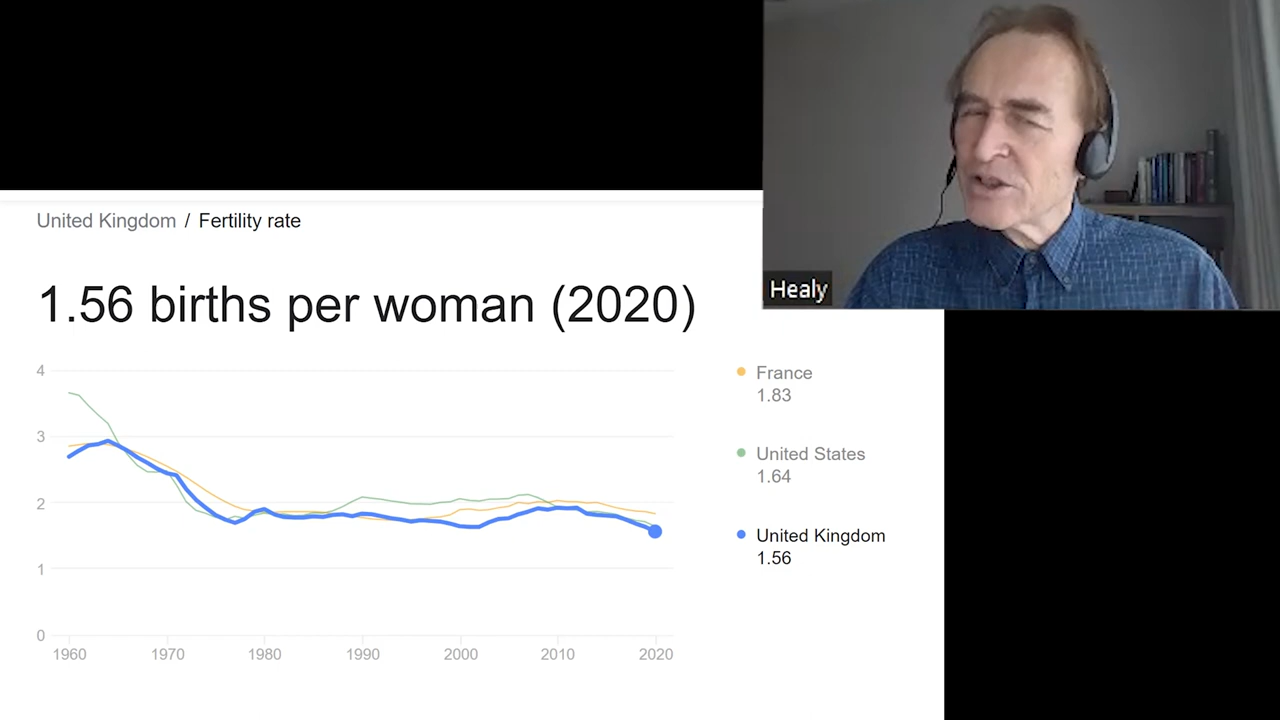 United Kingdom / Fertility rate
Healy
1.56 births per woman (2020)
4
3
2
1
0
1960 1970 1980 1990 2000 2010 2020
France
1.83
United States
1.64
United Kingdom
1.56